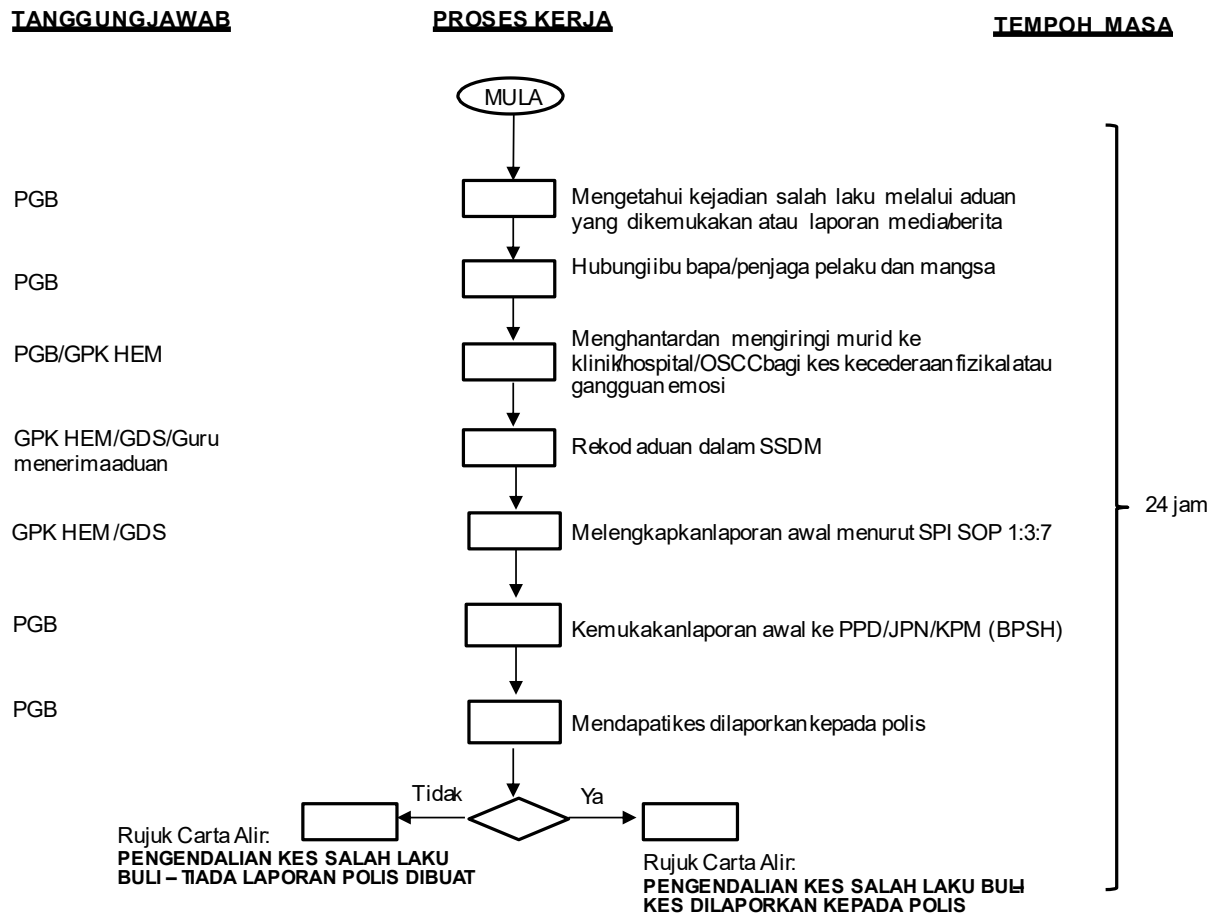 TANGGUNGJAWAB
PROSES KERJA
TEMPOH MASA
MULA
PGB
Mengetahui kejadian salah laku melalui aduan
yang dikemukakan atau laporan media/berita
PGB
Hubungi ibu bapa/penjaga pelaku dan mangsa
PGB/GPK HEM
Menghantar dan mengiringi murid ke
klinik/hospital/OSCC bagi kes kecederaan fizikal atau
gangguan emosi
GPK HEM/GDS/Guru
menerima aduan
Rekod aduan dalam SSDM
GPK HEM/GDS
Melengkapkan laporan awal menurut SPI SOP 1:3:7
24 jam
PGB
Kemukakan laporan awal ke PPD/JPN/KPM (BPSH)
PGB
Mendapati kes dilaporkan kepada polis
Tidak
Ya
Rujuk Carta Alir:
PENGENDALIAN KES SALAH LAKU
BULI – TIADA LAPORAN POLIS DIBUAT
Rujuk Carta Alir:
PENGENDALIAN KES SALAH LAKU BULI-
KES DILAPORKAN KEPADA POLIS